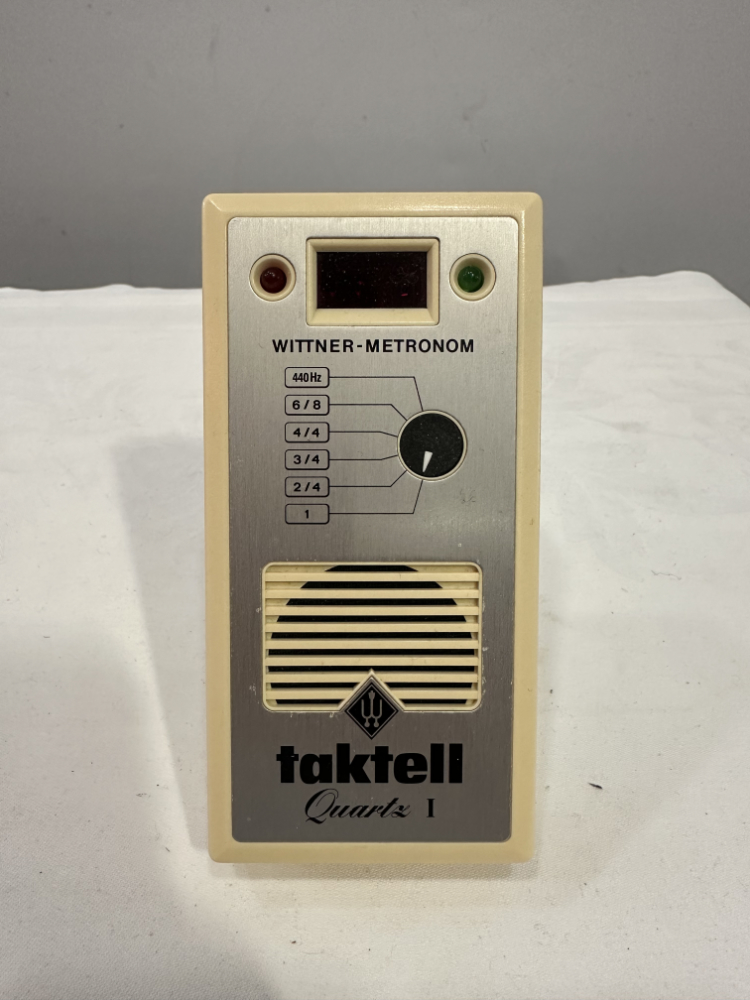 WITTNER-METRONOM
440Hz
6/8
4/4
3/4
2/4
1
taktell
Quartz I